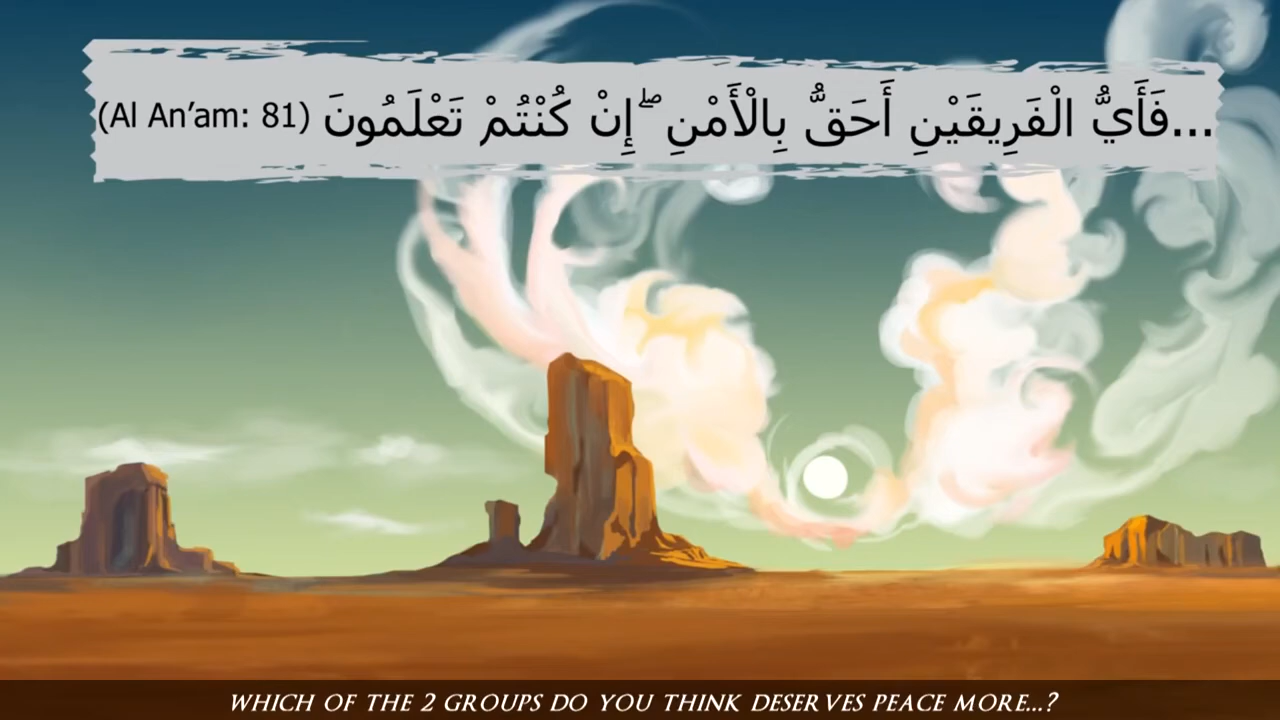 ...فَأَيُّ الْفَرِيقَيْنِ أَحَقُّ بِالْأَمْنِ ۖ إِنْ كُنْتُمْ تَعْلَمُونَ (Al An’am: 81)
WHICH OF THE 2 GROUPS DO YOU THINK DESERVES PEACE MORE...?